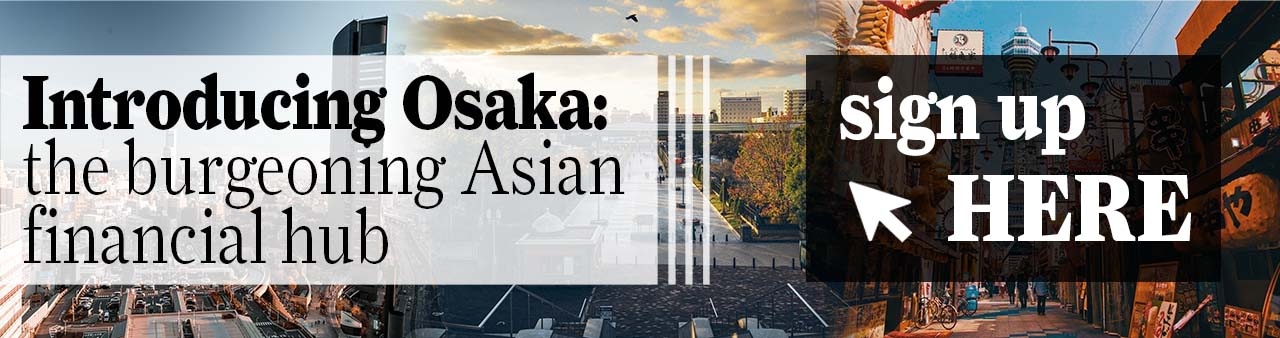 Introducing Osaka:
the burgeoning Asian
financial hub
sign up
HERE